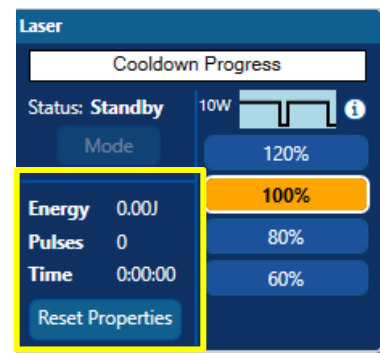 Laser
Cooldown Progress
Status: Standby
10W
Mode
120%
100%
80%
60%
Energy 0.00J
Pulses 0
Time 0:00:00
Reset Properties